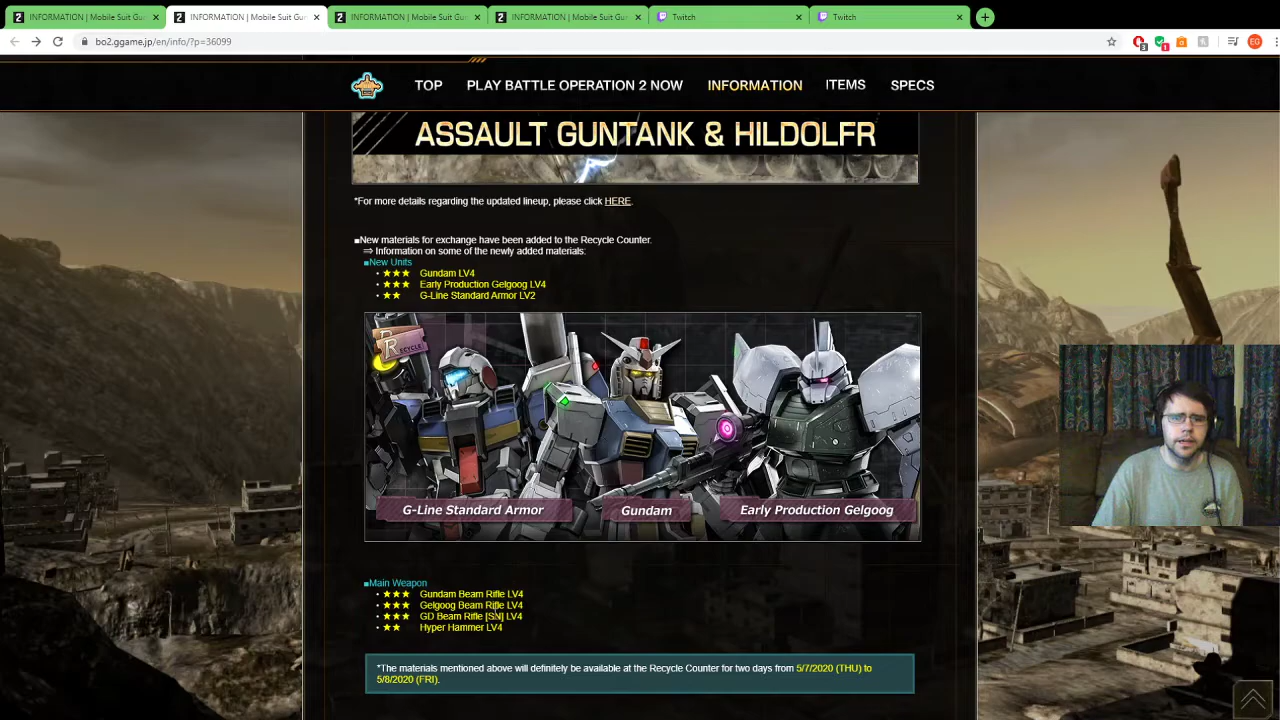 INFORMATION | Mobile Suit Gu
INFORMATION | Mobile Suit Gu
INFORMATION | Mobile Suit Gu
INFORMATION | Mobile Suit Gu
Twitch
Twitch
bo2.ggame.jp/en/info/?p=36099
EG
TOP
PLAY BATTLE OPERATION 2 NOW
INFORMATION
ITEMS
SPECS
ASSAULT GUNTANK & HILDOLFR
*For more details regarding the updated lineup, please click HERE.
■New materials for exchange have been added to the Recycle Counter.
⇒ Information on some of the newly added materials:
■New Units
・★★★ Gundam LV4
・★★★ Early Production Gelgoog LV4
・★★ G-Line Standard Armor LV2
RECYCLE
G-Line Standard Armor
Gundam
Early Production Gelgoog
■Main Weapon
・★★★ Gundam Beam Rifle LV4
・★★★ Gelgoog Beam Rifle LV4
・★★★ GD Beam Rifle [SN] LV4
・★★ Hyper Hammer LV4
*The materials mentioned above will definitely be available at the Recycle Counter for two days from 5/7/2020 (THU) to
5/8/2020 (FRI).